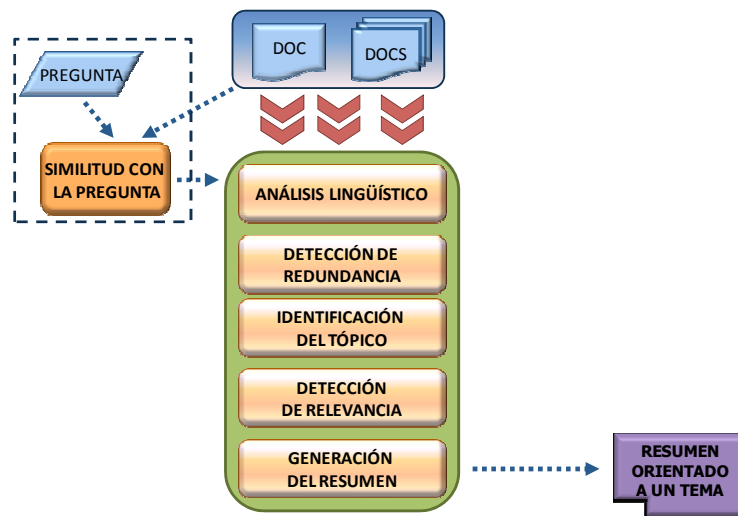 DOC
DOCS
PREGUNTA
SIMILITUD CON
LA PREGUNTA
ANÁLISIS LINGÜÍSTICO
DETECCIÓN DE
REDUNDANCIA
IDENTIFICACIÓN
DEL TÓPICO
DETECCIÓN
DE RELEVANCIA
GENERACIÓN
DEL RESUMEN
RESUMEN
ORIENTADO
A UN TEMA